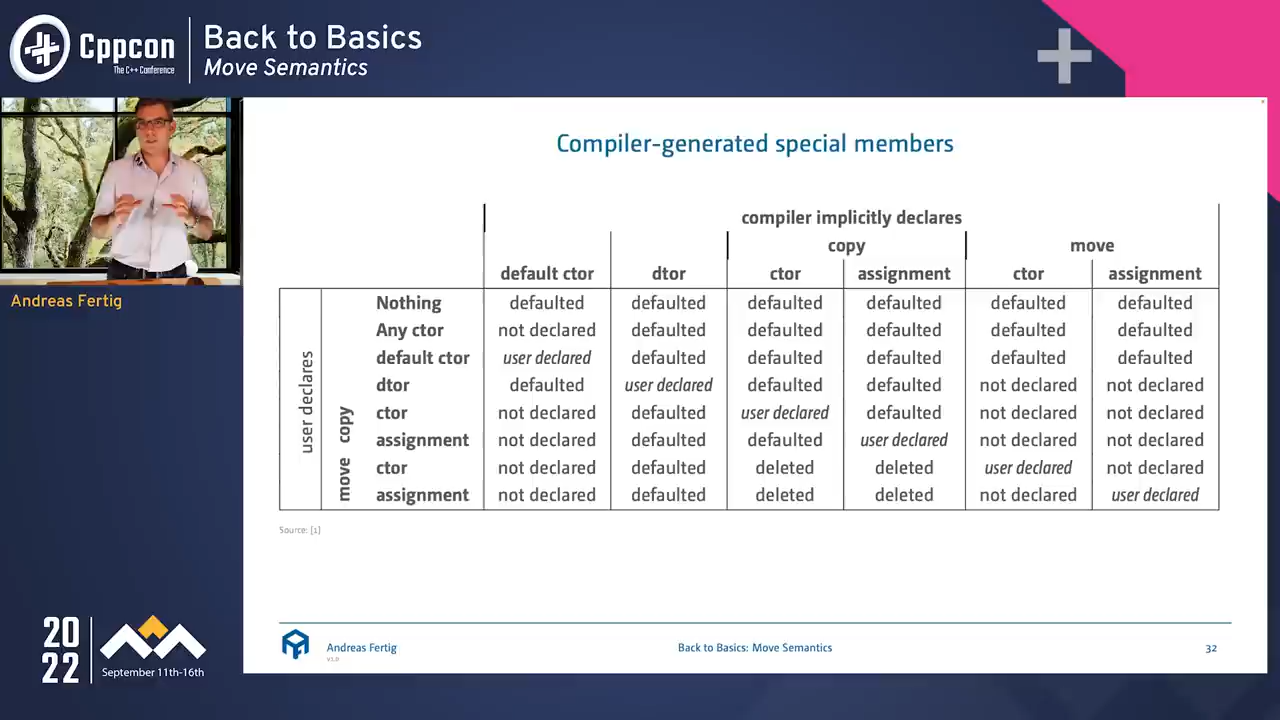 Cppcon
The C++ Conference
Back to Basics
Move Semantics
Andreas Fertig
20
22
September 11th-16th
Compiler-generated special members
compiler implicitly declares
copy move
default ctor dtor ctor assignment ctor assignment
user declares
copy
move
Nothing defaulted defaulted defaulted defaulted defaulted defaulted
Any ctor not declared defaulted defaulted defaulted defaulted defaulted
default ctor user declared defaulted defaulted defaulted defaulted defaulted
dtor defaulted user declared defaulted defaulted not declared not declared
ctor not declared defaulted user declared defaulted not declared not declared
assignment not declared defaulted defaulted user declared not declared not declared
ctor not declared defaulted deleted deleted user declared not declared
assignment not declared defaulted deleted deleted not declared user declared
Source: [1]
Andreas Fertig Back to Basics: Move Semantics 32
v1.0